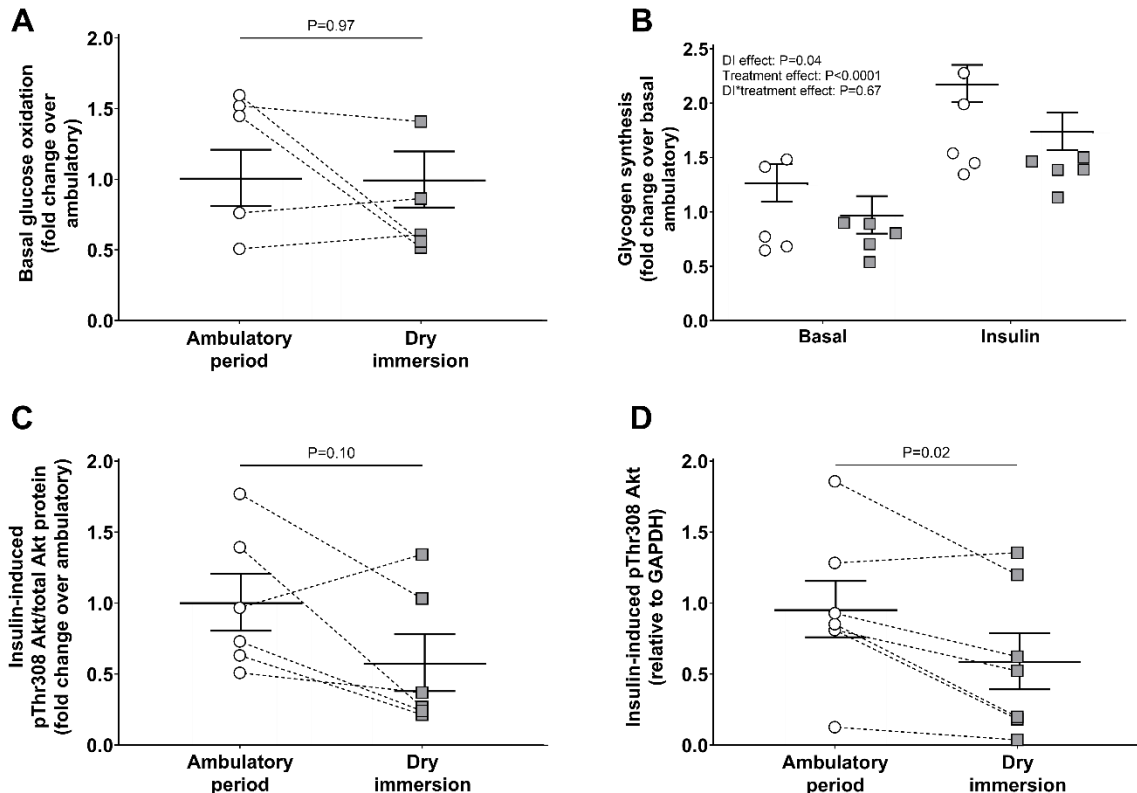 A
P=0.97
Basal glucose oxidation
(fold change over
ambulatory)
2.0
1.5
1.0
0.5
0.0
Ambulatory
period
Dry
immersion
B
DI effect: P=0.04
Treatment effect: P<0.0001
DI*treatment effect: P=0.67
Glycogen synthesis
(fold change over basal
ambulatory)
2.5
2.0
1.5
1.0
0.5
0.0
Basal
Insulin
C
P=0.10
Insulin-induced
pThr308 Akt/total Akt protein
(fold change over ambulatory)
2.0
1.5
1.0
0.5
0.0
Ambulatory
period
Dry
immersion
D
P=0.02
Insulin-induced pThr308 Akt
(relative to GAPDH)
2.0
1.5
1.0
0.5
0.0
Ambulatory
period
Dry
immersion